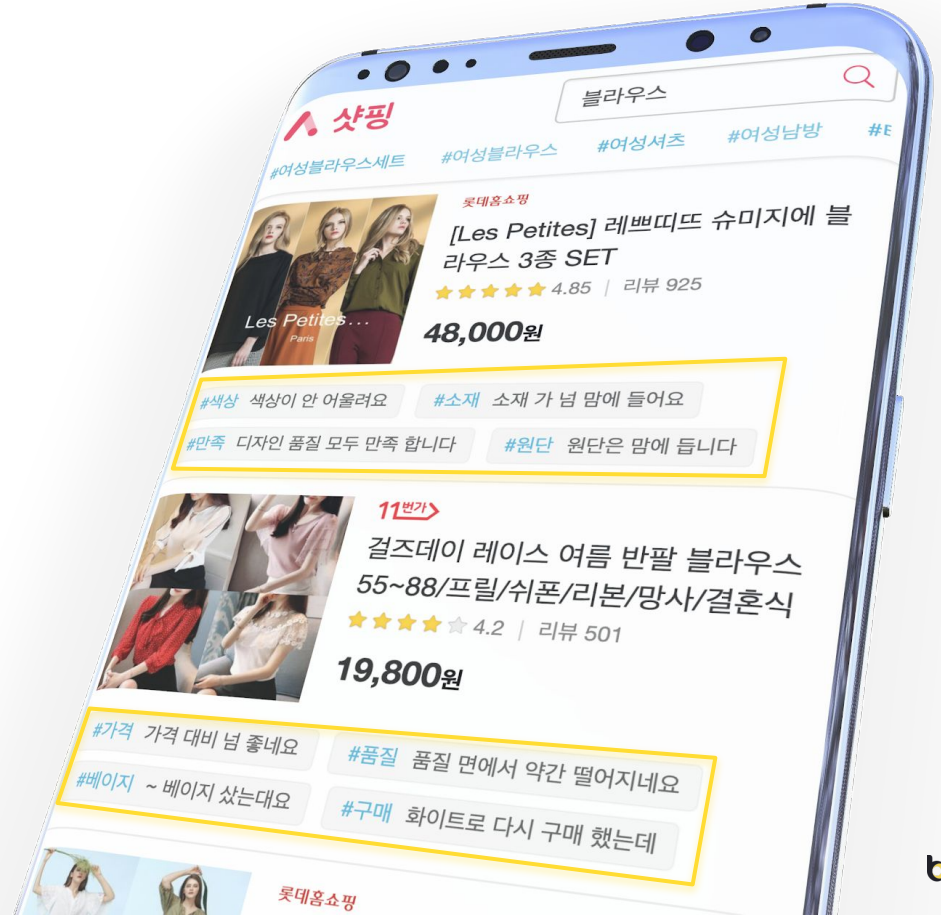 샷핑
블라우스
#여성블라우스세트 #여성블라우스 #여성셔츠 #여성남방
롯데홈쇼핑
[Les Petites] 레쁘띠뜨 슈미지에 블
라우스 3종 SET
4.85 | 리뷰 925
48,000원
Les Petites...
Paris
#색상 색상이 안 어울려요 #소재 소재 가 넘 맘에 들어요
#만족 디자인 품질 모두 만족 합니다 #원단 원단은 맘에 듭니다
11번가
걸즈데이 레이스 여름 반팔 블라우스
55~88/프릴/쉬폰/리본/망사/결혼식
4.2 | 리뷰 501
19,800원
#가격 가격 대비 넘 좋네요 #품질 품질 면에서 약간 떨어지네요
#베이지 ~ 베이지 샀는대요 #구매 화이트로 다시 구매 했는데
롯데홈쇼핑